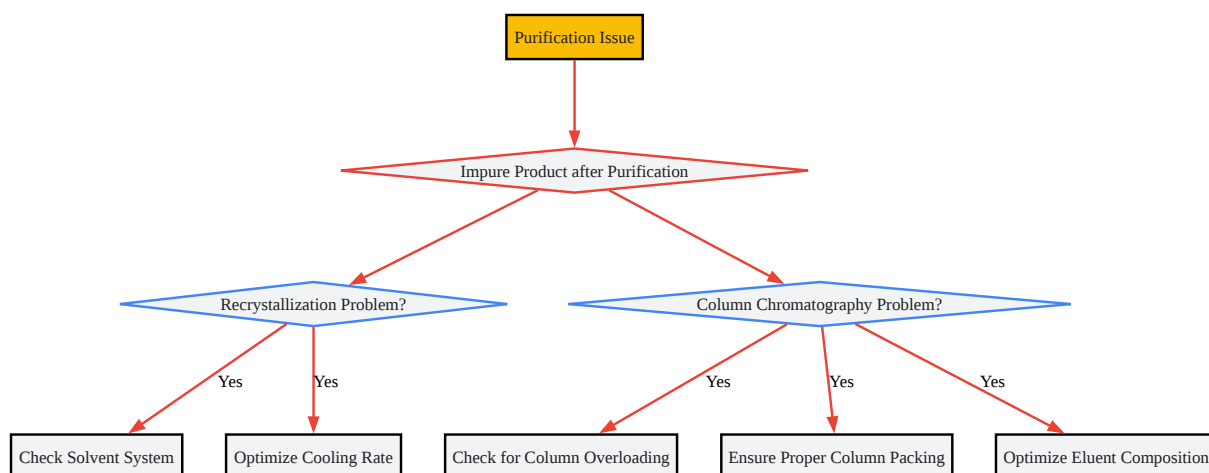 Purification Issue
Impure Product after Purification
Recrystallization Problem?
Column Chromatography Problem?
Yes
Yes
Yes
Yes
Yes
Check Solvent System
Optimize Cooling Rate
Check for Column Overloading
Ensure Proper Column Packing
Optimize Eluent Composition